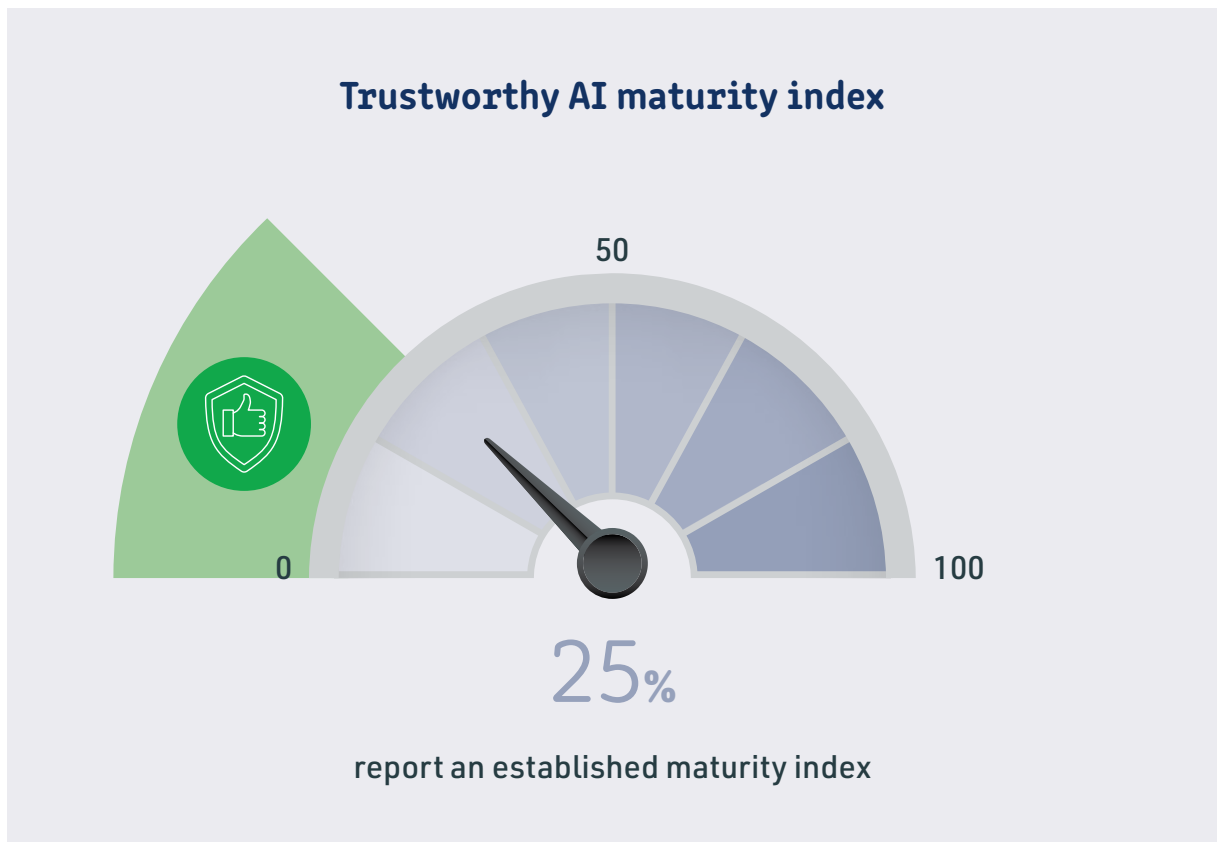 Trustworthy AI maturity index
50
0
100
25%
report an established maturity index